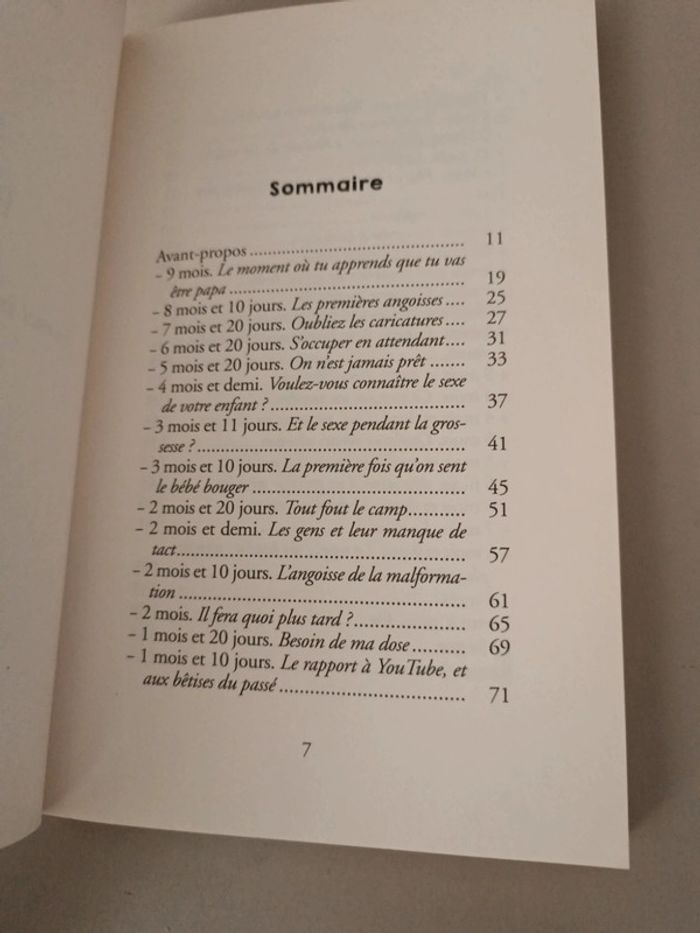 Sommaire
Avant-propos ........ 11
– 9 mois. Le moment où tu apprends que tu vas
être papa ........ 19
– 8 mois et 10 jours. Les premières angoisses .... 25
– 7 mois et 20 jours. Oubliez les caricatures .... 27
– 6 mois et 20 jours. S'occuper en attendant .... 31
– 5 mois et 20 jours. On n'est jamais prêt ....... 33
– 4 mois et demi. Voulez-vous connaître le sexe
de votre enfant ? ........ 37
– 3 mois et 11 jours. Et le sexe pendant la gros-
sesse ? ........ 41
– 3 mois et 10 jours. La première fois qu'on sent
le bébé bouger ........ 45
– 2 mois et 20 jours. Tout fout le camp ........ 51
– 2 mois et demi. Les gens et leur manque de
tact ........ 57
– 2 mois et 10 jours. L'angoisse de la malforma-
tion ........ 61
– 2 mois. Il fera quoi plus tard ? ........ 65
– 1 mois et 20 jours. Besoin de ma dose ........ 69
– 1 mois et 10 jours. Le rapport à YouTube, et
aux bêtises du passé ........ 71
7